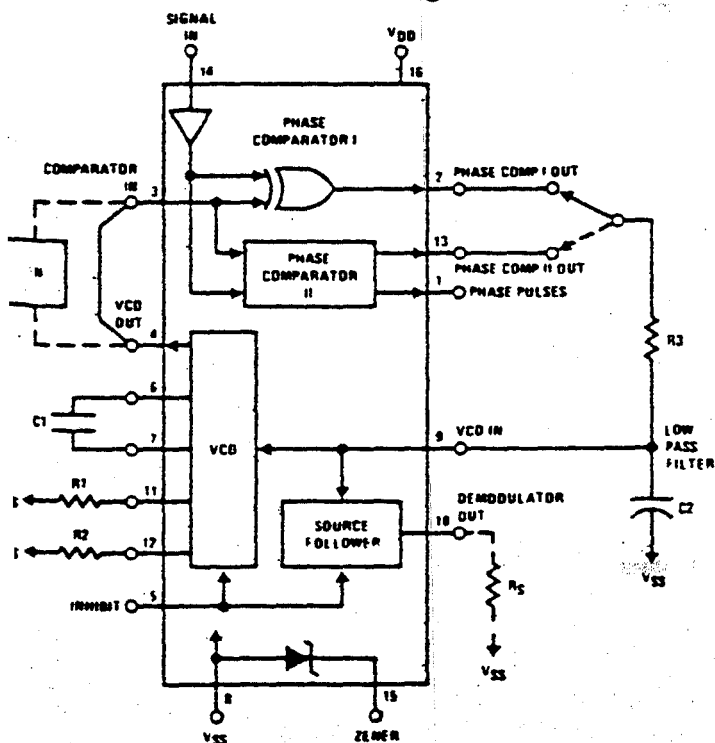 SIGNAL
IN
VDD
14
16
PHASE
COMPARATOR I
COMPARATOR
IN
3
2
PHASE COMP I OUT
13
PHASE COMP II OUT
PHASE
COMPARATOR
II
1
PHASE PULSES
N
VCO
OUT
4
R3
6
C1
7
VCO
9
VCO IN
LOW
PASS
FILTER
R1
11
DEMODULATOR
OUT
10
C2
SOURCE
FOLLOWER
R2
12
RS
VSS
INHIBIT
5
VSS
8
15
VSS
ZENER